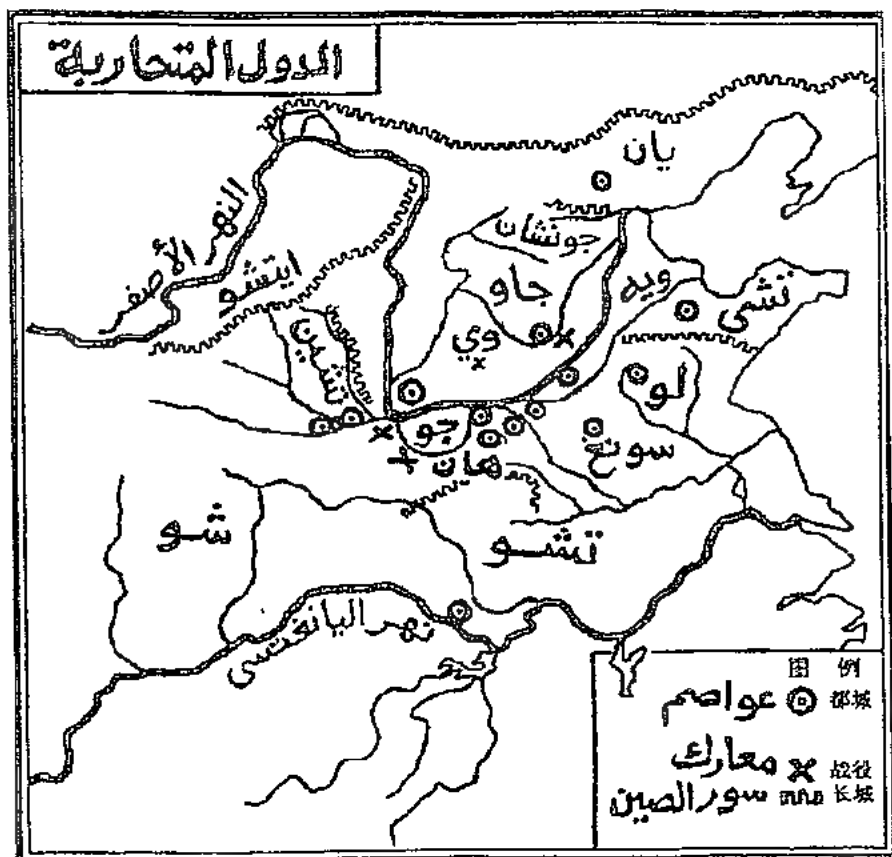 الدول المتحاربة
يان
جونشان
النهر الأصفر
ايتشو
جاو
ويه
تشي
وي
تشين
لو
جو
هان
سونغ
شو
تشو
نهر اليانغتسى
图例
عواصم 都城
معارك 战役
سور الصين 长城